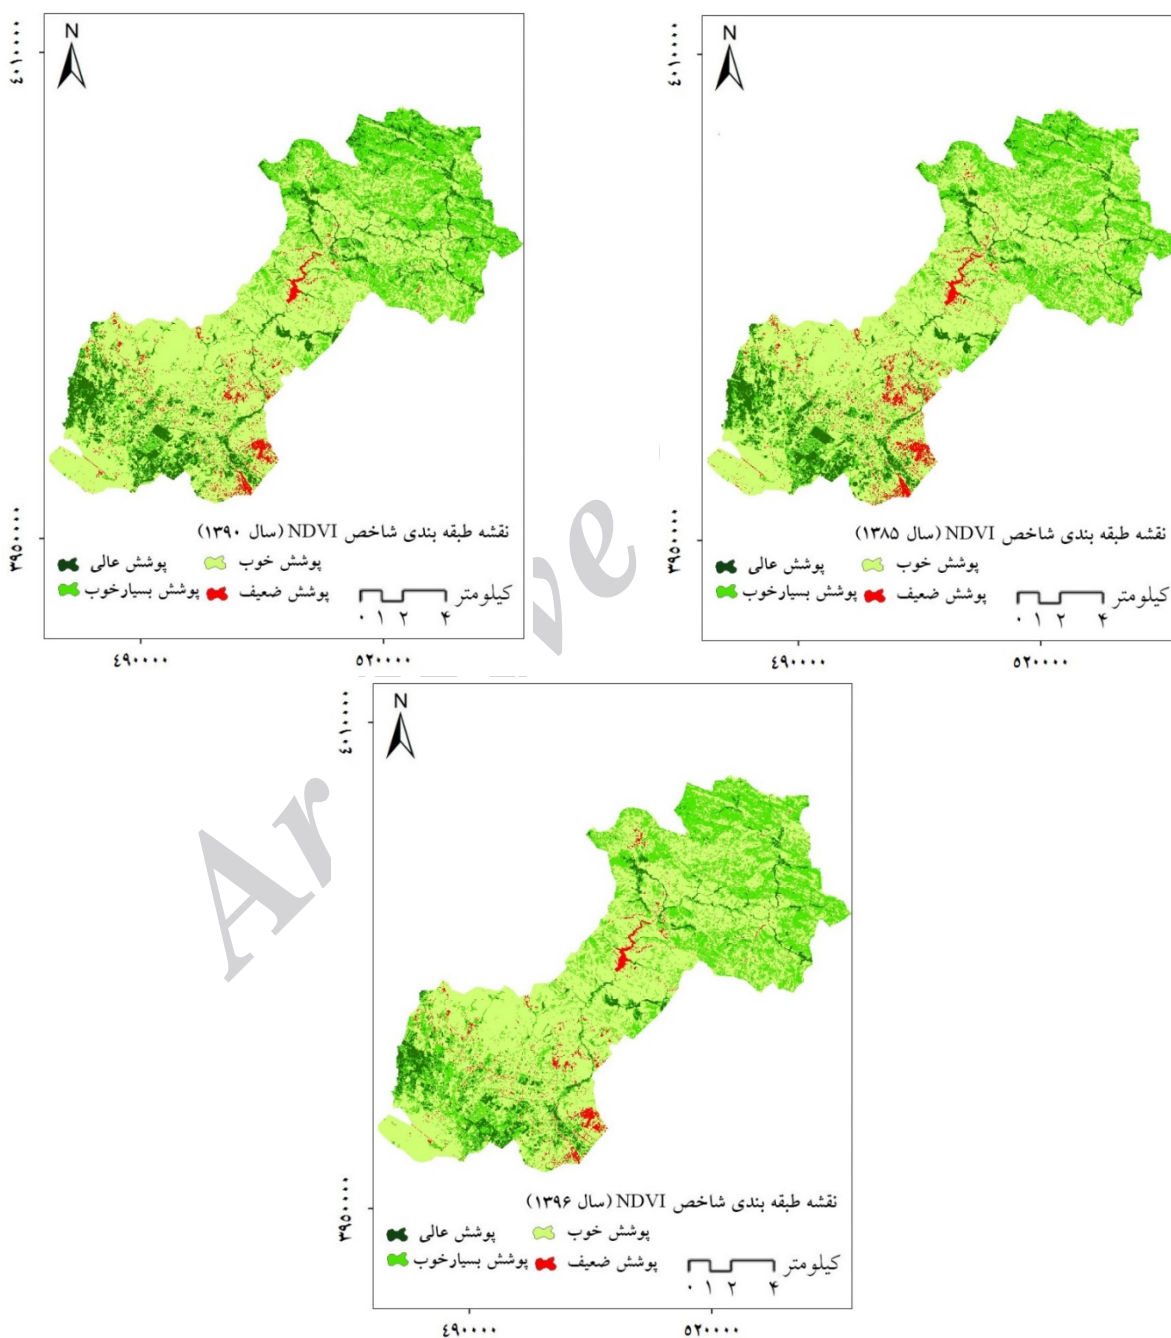 N
۴۰۱۰۰۰۰
نقشه طبقه بندی شاخص NDVI (سال ۱۳۸۵)
پوشش عالی
پوشش خوب
پوشش بسیارخوب
پوشش ضعیف
کیلومتر
۰ ۱ ۲ ۴
۳۹۵۰۰۰۰
۴۹۰۰۰۰
۵۲۰۰۰۰
N
۴۰۱۰۰۰۰
نقشه طبقه بندی شاخص NDVI (سال ۱۳۹۰)
پوشش عالی
پوشش خوب
پوشش بسیارخوب
پوشش ضعیف
کیلومتر
۰ ۱ ۲ ۴
۳۹۵۰۰۰۰
۴۹۰۰۰۰
۵۲۰۰۰۰
N
۴۰۱۰۰۰۰
نقشه طبقه بندی شاخص NDVI (سال ۱۳۹۶)
پوشش عالی
پوشش خوب
پوشش بسیارخوب
پوشش ضعیف
کیلومتر
۰ ۱ ۲ ۴
۳۹۵۰۰۰۰
۴۹۰۰۰۰
۵۲۰۰۰۰